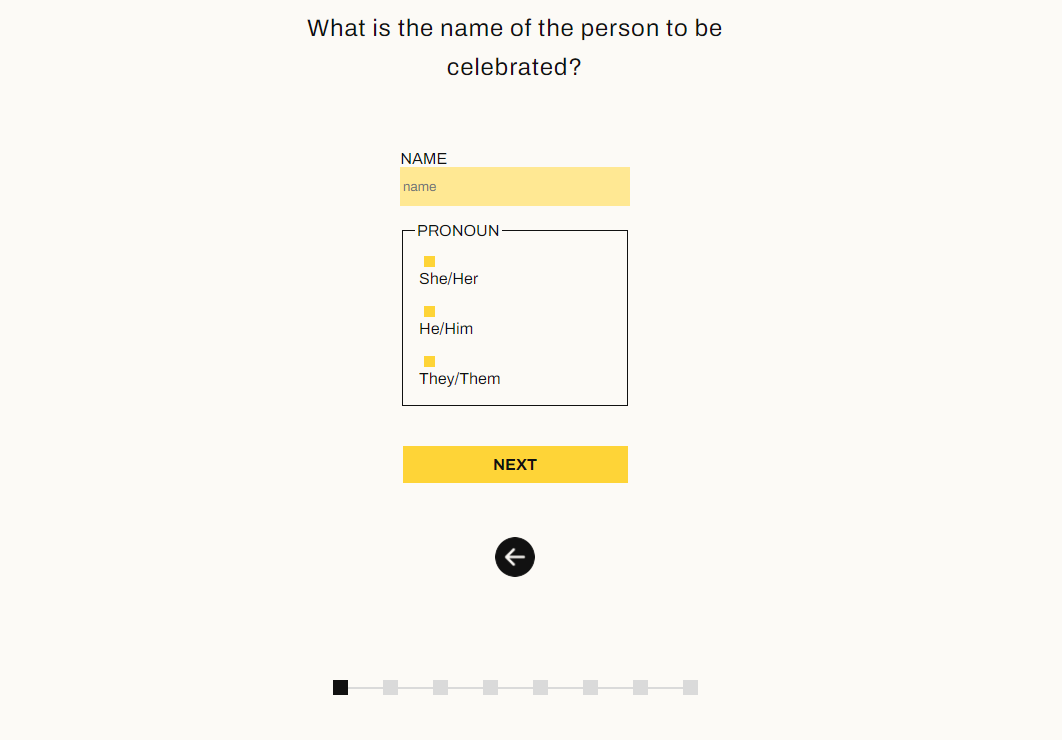 What is the name of the person to be
celebrated?
NAME
name
PRONOUN
She/Her
He/Him
They/Them
NEXT